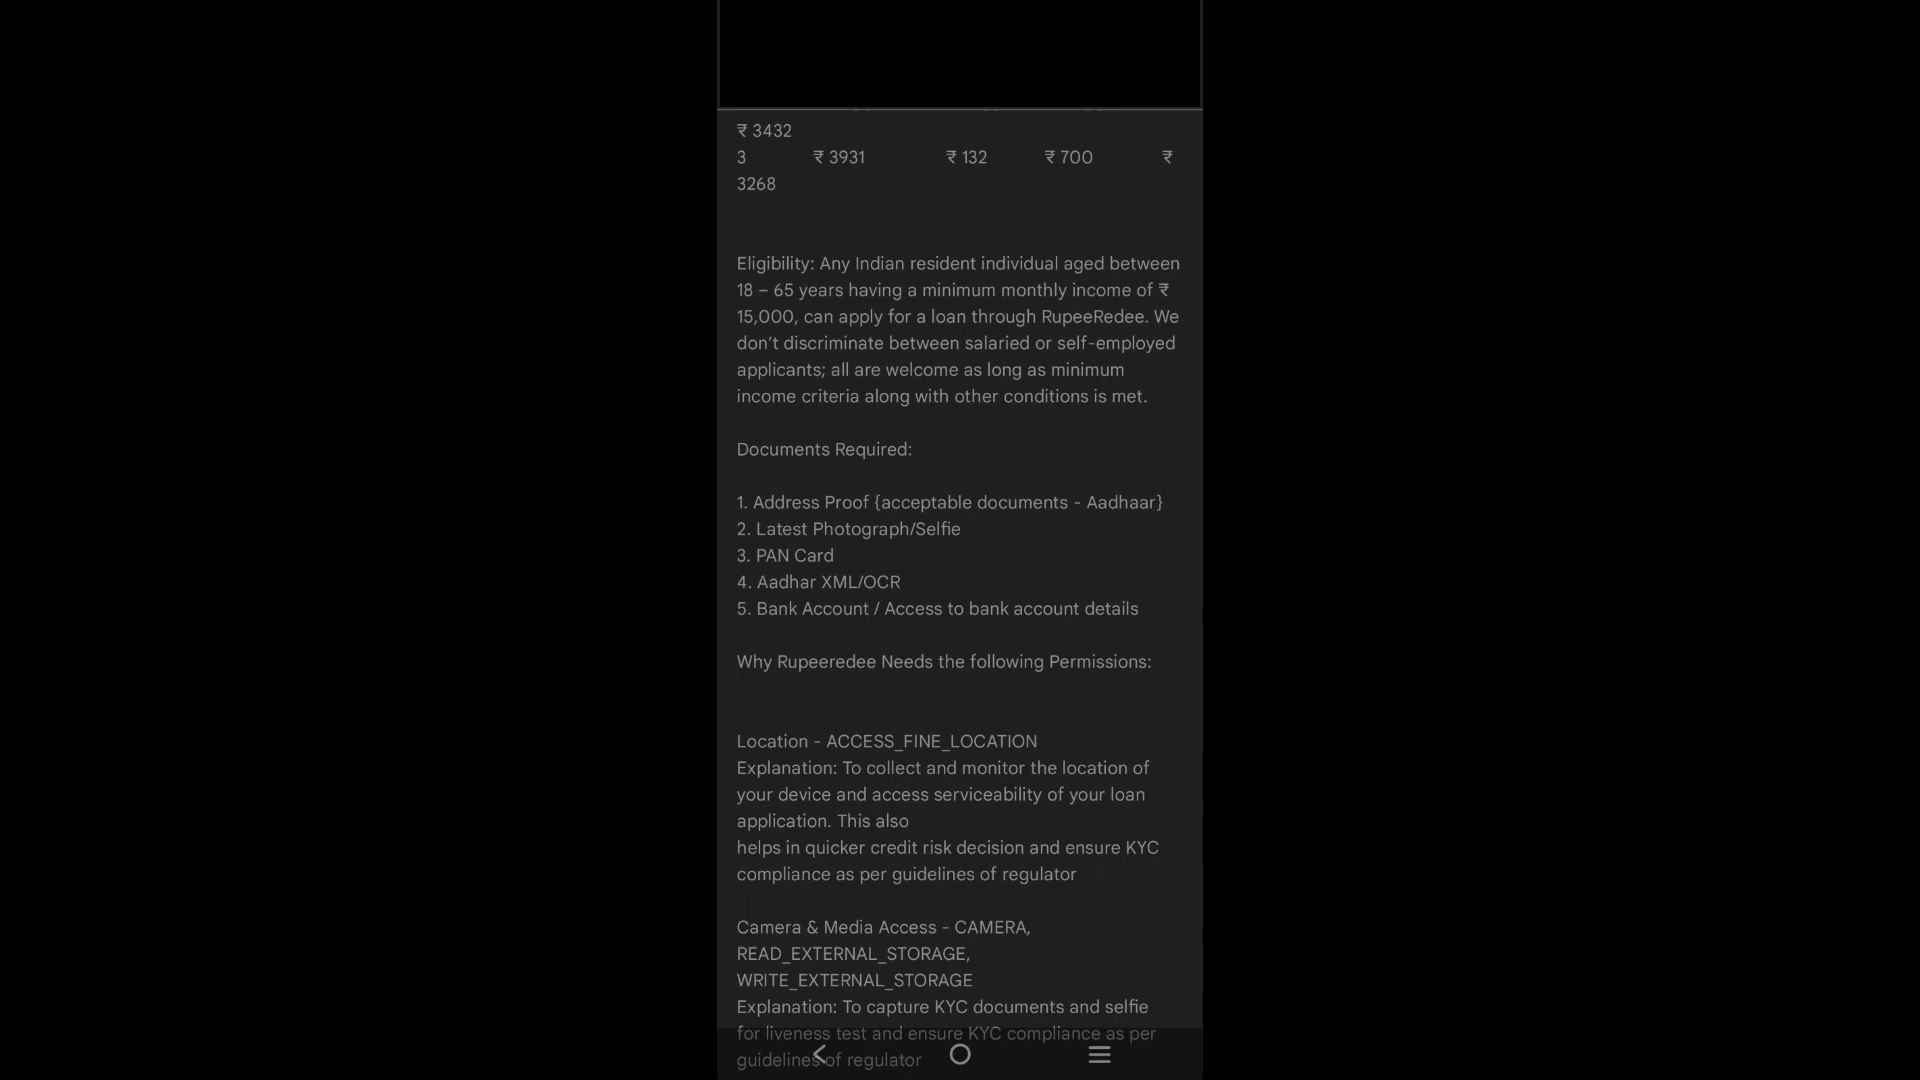 ₹ 3432
3 ₹ 3931 ₹ 132 ₹ 700 ₹
3268
Eligibility: Any Indian resident individual aged between
18 – 65 years having a minimum monthly income of ₹
15,000, can apply for a loan through RupeeRedee. We
don’t discriminate between salaried or self-employed
applicants; all are welcome as long as minimum
income criteria along with other conditions is met.
Documents Required:
1. Address Proof {acceptable documents - Aadhaar}
2. Latest Photograph/Selfie
3. PAN Card
4. Aadhar XML/OCR
5. Bank Account / Access to bank account details
Why Rupeeredee Needs the following Permissions:
Location - ACCESS_FINE_LOCATION
Explanation: To collect and monitor the location of
your device and access serviceability of your loan
application. This also
helps in quicker credit risk decision and ensure KYC
compliance as per guidelines of regulator
Camera & Media Access - CAMERA,
READ_EXTERNAL_STORAGE,
WRITE_EXTERNAL_STORAGE
Explanation: To capture KYC documents and selfie
for liveness test and ensure KYC compliance as per
guidelines of regulator